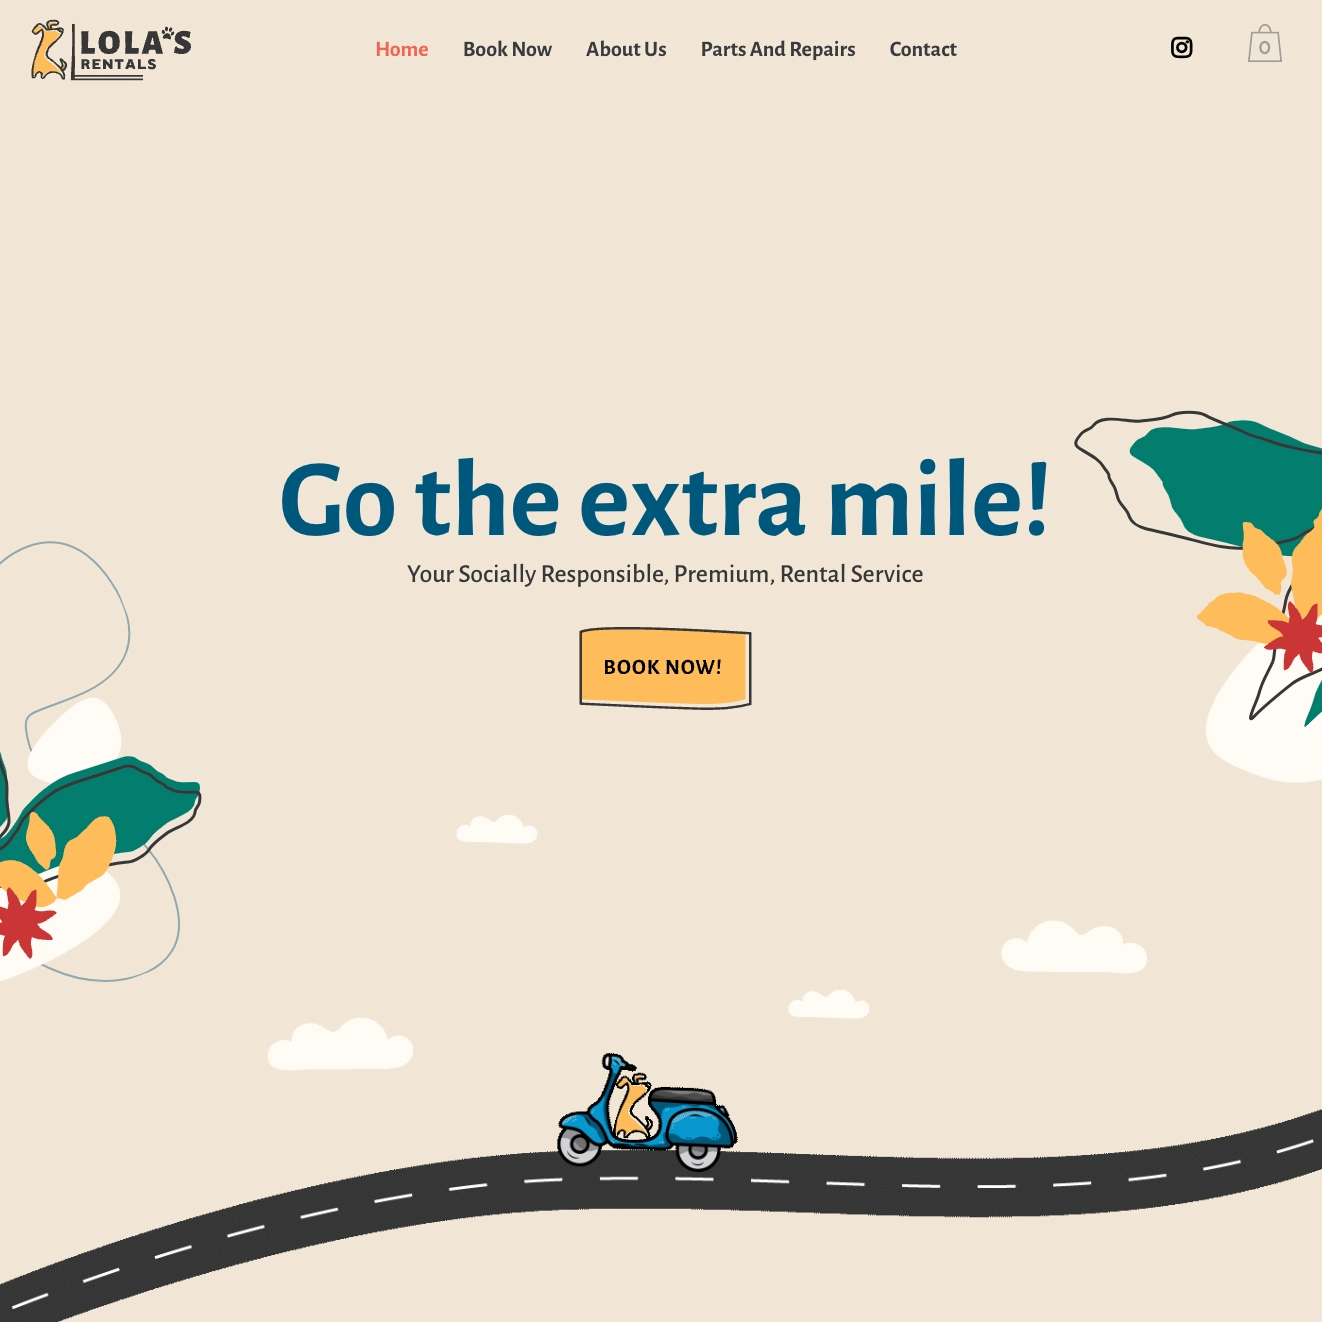 LOLA'S
RENTALS
Home
Book Now
About Us
Parts And Repairs
Contact
0
Go the extra mile!
Your Socially Responsible, Premium, Rental Service
BOOK NOW!